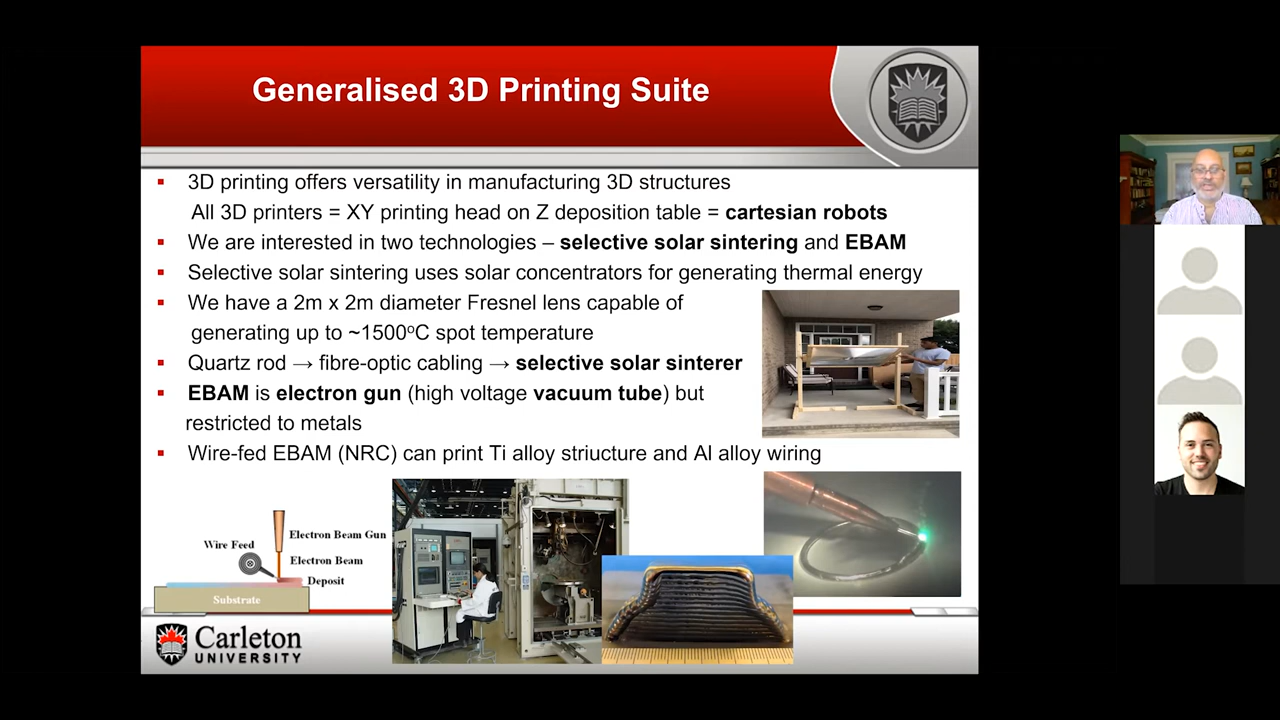 Generalised 3D Printing Suite
▪ 3D printing offers versatility in manufacturing 3D structures
All 3D printers = XY printing head on Z deposition table = cartesian robots
▪ We are interested in two technologies – selective solar sintering and EBAM
▪ Selective solar sintering uses solar concentrators for generating thermal energy
▪ We have a 2m x 2m diameter Fresnel lens capable of
generating up to ~1500ºC spot temperature
▪ Quartz rod → fibre-optic cabling → selective solar sinterer
▪ EBAM is electron gun (high voltage vacuum tube) but
restricted to metals
▪ Wire-fed EBAM (NRC) can print Ti alloy striucture and Al alloy wiring
Electron Beam Gun
Wire Feed
Electron Beam
Deposit
Substrate
Carleton
UNIVERSITY